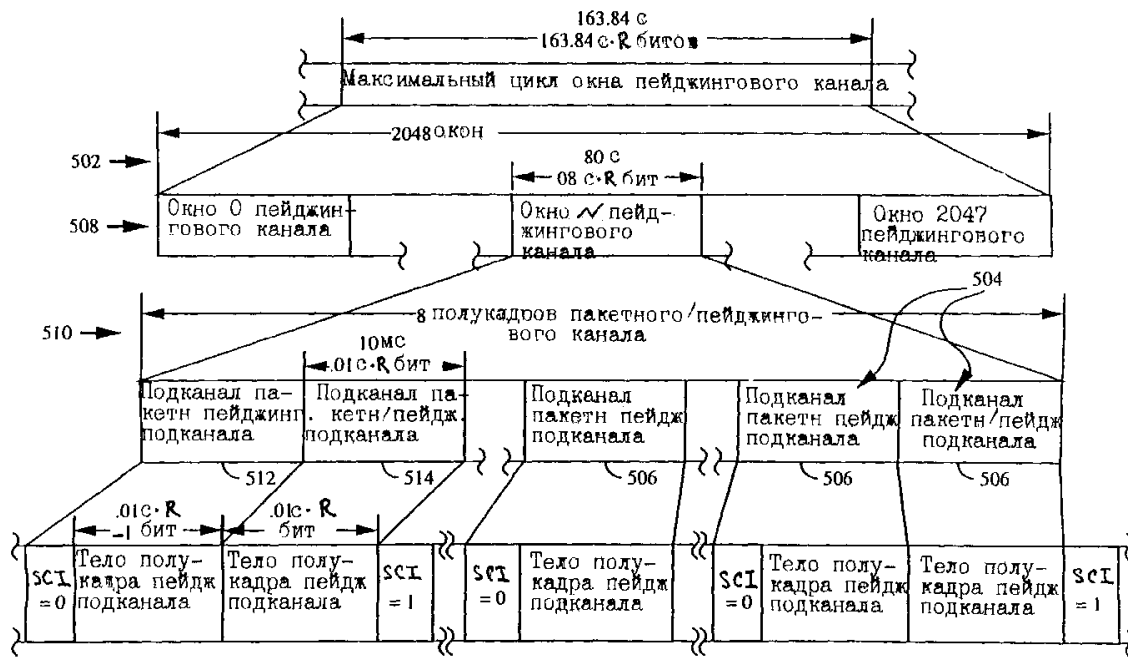 163.84 с
163.84 с·R битов
Максимальный цикл окна пейджингового канала
2048 окон
502
80 с
08 с·R бит
508
Окно 0 пейджин-
гового канала
Окно N пейд-
жингового
канала
Окно 2047
пейджингового
канала
504
510
8 полукадров пакетного/пейджинго-
вого канала
10мс
.01с·R бит
Подканал па-
кетн пейджинг.
подканала
Подканал па-
кетн/пейдж.
подканала
Подканал
пакетн пейдж
подканала
Подканал
пакетн пейдж
подканала
Подканал
пакетн/пейдж
подканала
512
514
506
506
506
.01с·R
-1 бит
.01с·R
бит
SCI
=0
Тело полу-
кадра пейдж
подканала
Тело полу-
кадра пейдж
подканала
SCI
=1
SCI
=0
Тело полу-
кадра пейдж
подканала
SCI
=0
Тело полу-
кадра пейдж
подканала
Тело полу-
кадра пейдж
подканала
SCI
=1